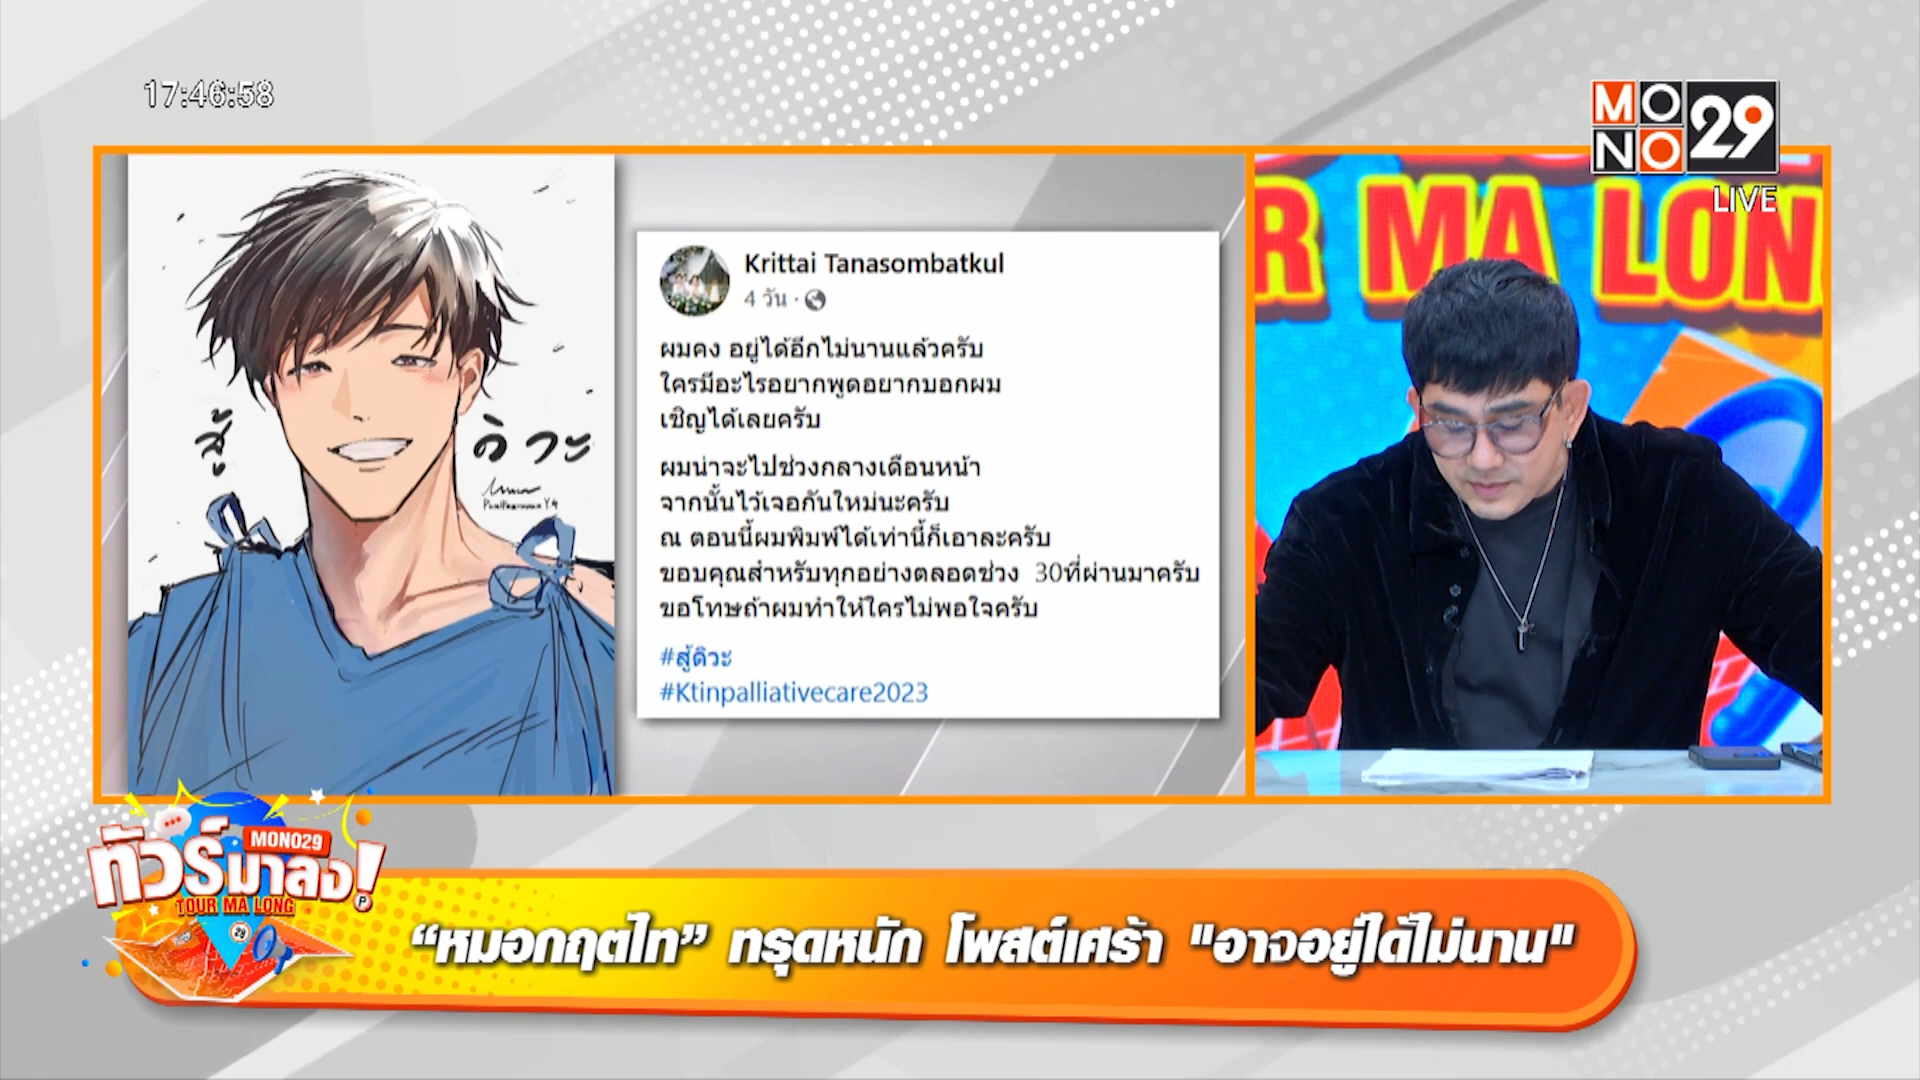 17:46:58
MONO 29
LIVE
R MA LON
สู้
ดิวะ
Krittai Tanasombatkul
4 วัน ·
ผมคง อยู่ได้อีกไม่นานแล้วครับ
ใครมีอะไรอยากพูดอยากบอกผม
เชิญได้เลยครับ
ผมน่าจะไปช่วงกลางเดือนหน้า
จากนั้นไว้เจอกันใหม่นะครับ
ณ ตอนนี้ผมพิมพ์ได้เท่านี้ก็เอาละครับ
ขอบคุณสำหรับทุกอย่างตลอดช่วง 30ที่ผ่านมาครับ
ขอโทษถ้าผมทำให้ใครไม่พอใจครับ
#สู้ดิวะ
#Ktinpalliativecare2023
MONO29
ทัวร์มาลง!
TOUR MA LONG
29
“หมอกฤตไท” ทรุดหนัก โพสต์เศร้า "อาจอยู่ได้ไม่นาน"